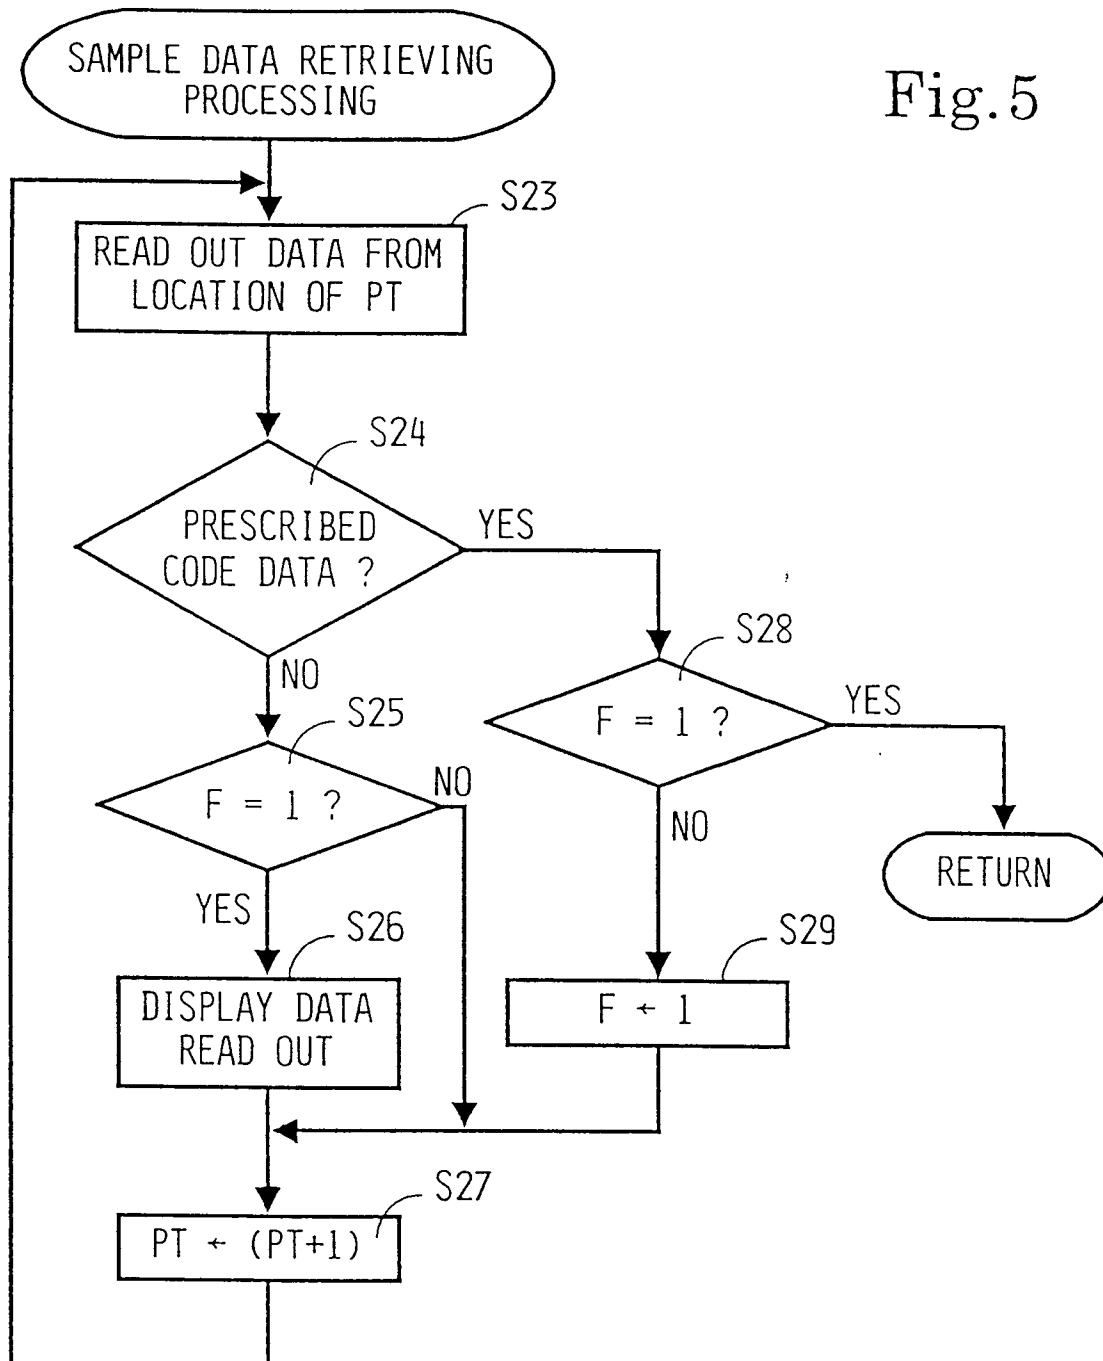 SAMPLE DATA RETRIEVING
PROCESSING
Fig.5
S23
READ OUT DATA FROM
LOCATION OF PT
S24
PRESCRIBED
CODE DATA ?
YES
NO
S28
F = 1 ?
YES
S25
F = 1 ?
NO
NO
RETURN
YES
S26
DISPLAY DATA
READ OUT
S29
F ← 1
S27
PT ← (PT+1)